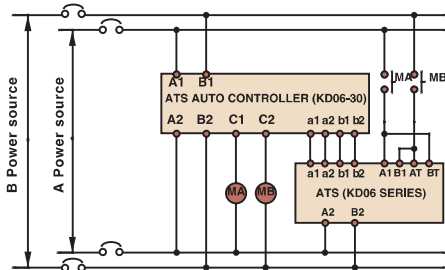 B Power source
A Power source
A1 B1
ATS AUTO CONTROLLER (KD06-30)
A2 B2 C1 C2 a1 a2 b1 b2
MA MB
MA MB
a1 a2 b1 b2 A1 B1 AT BT
ATS (KD06 SERIES)
A2 B2